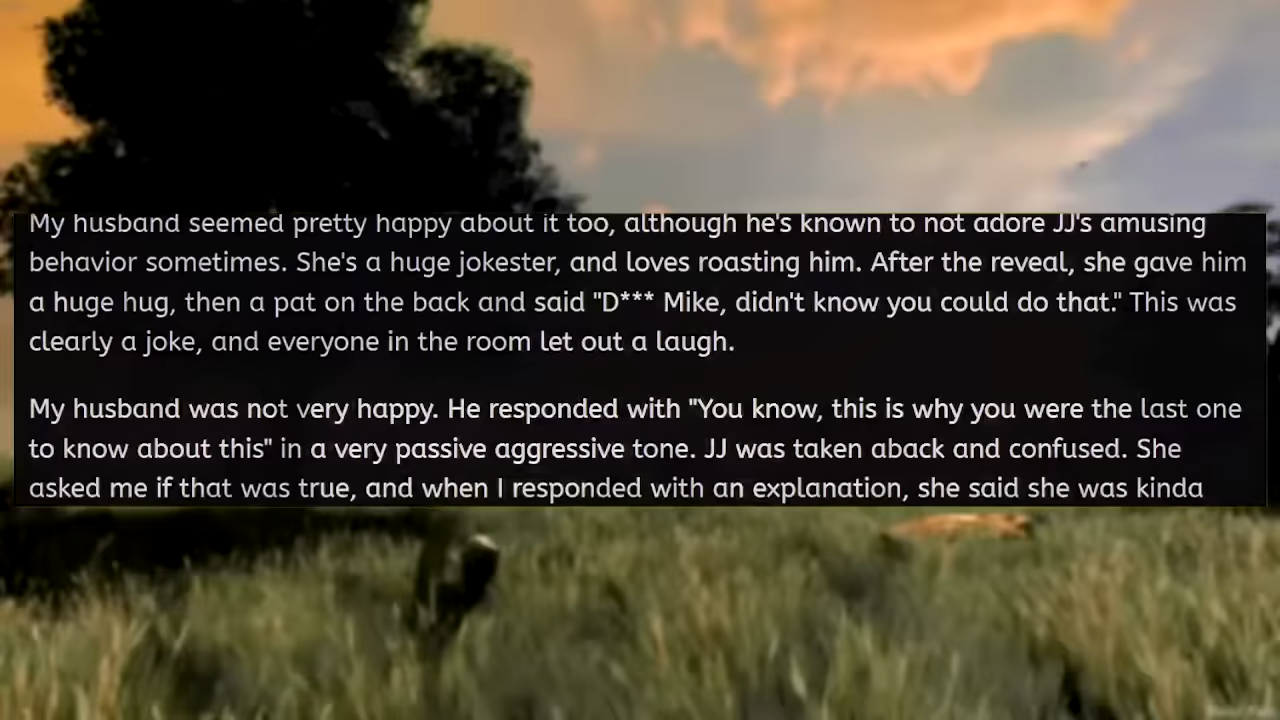 My husband seemed pretty happy about it too, although he's known to not adore JJ's amusing
behavior sometimes. She's a huge jokester, and loves roasting him. After the reveal, she gave him
a huge hug, then a pat on the back and said "D*** Mike, didn't know you could do that." This was
clearly a joke, and everyone in the room let out a laugh.
My husband was not very happy. He responded with "You know, this is why you were the last one
to know about this" in a very passive aggressive tone. JJ was taken aback and confused. She
asked me if that was true, and when I responded with an explanation, she said she was kinda